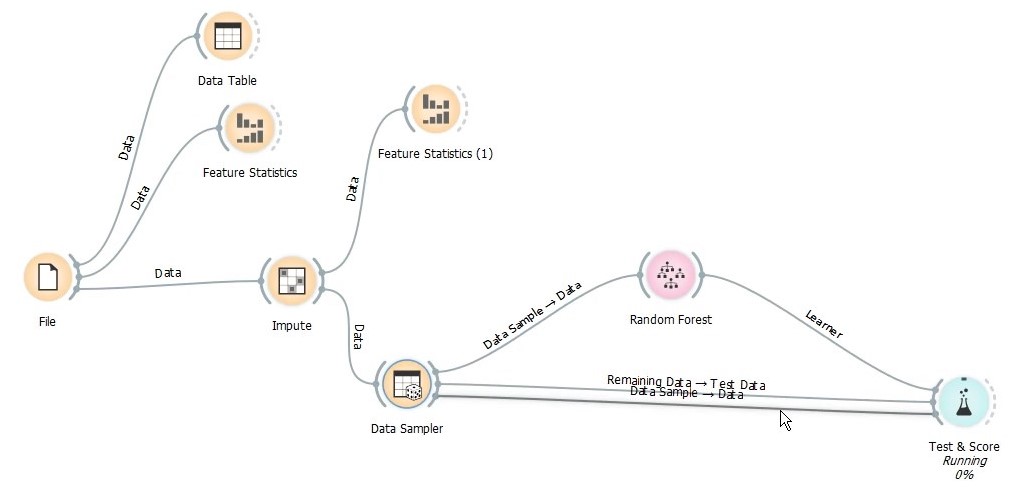 Data Table
Data
Feature Statistics
Data
Feature Statistics (1)
Data
File
Data
Impute
Data
Data Sampler
Data Sample → Data
Random Forest
Learner
Remaining Data → Test Data
Data Sample → Data
Test & Score
Running
0%